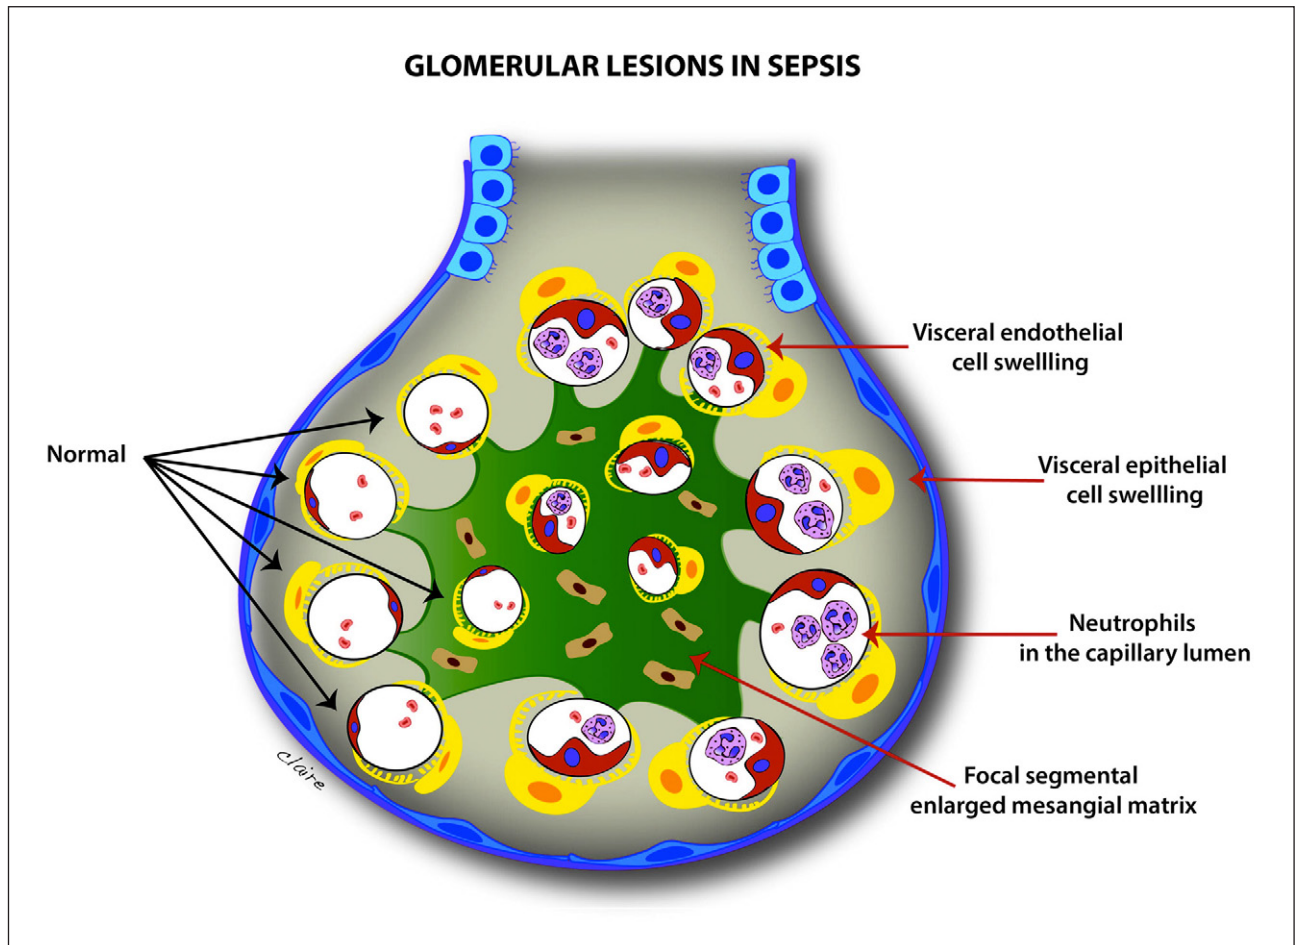 GLOMERULAR LESIONS IN SEPSIS
Visceral endothelial
cell swellling
Normal
Visceral epithelial
cell swellling
Neutrophils
in the capillary lumen
Focal segmental
enlarged mesangial matrix
claire